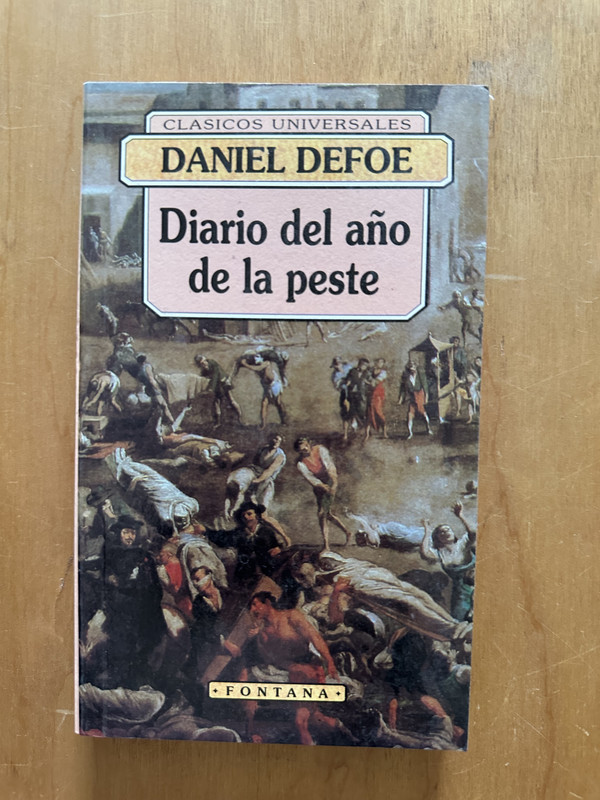 CLASICOS UNIVERSALES
DANIEL DEFOE
Diario del año
de la peste
FONTANA